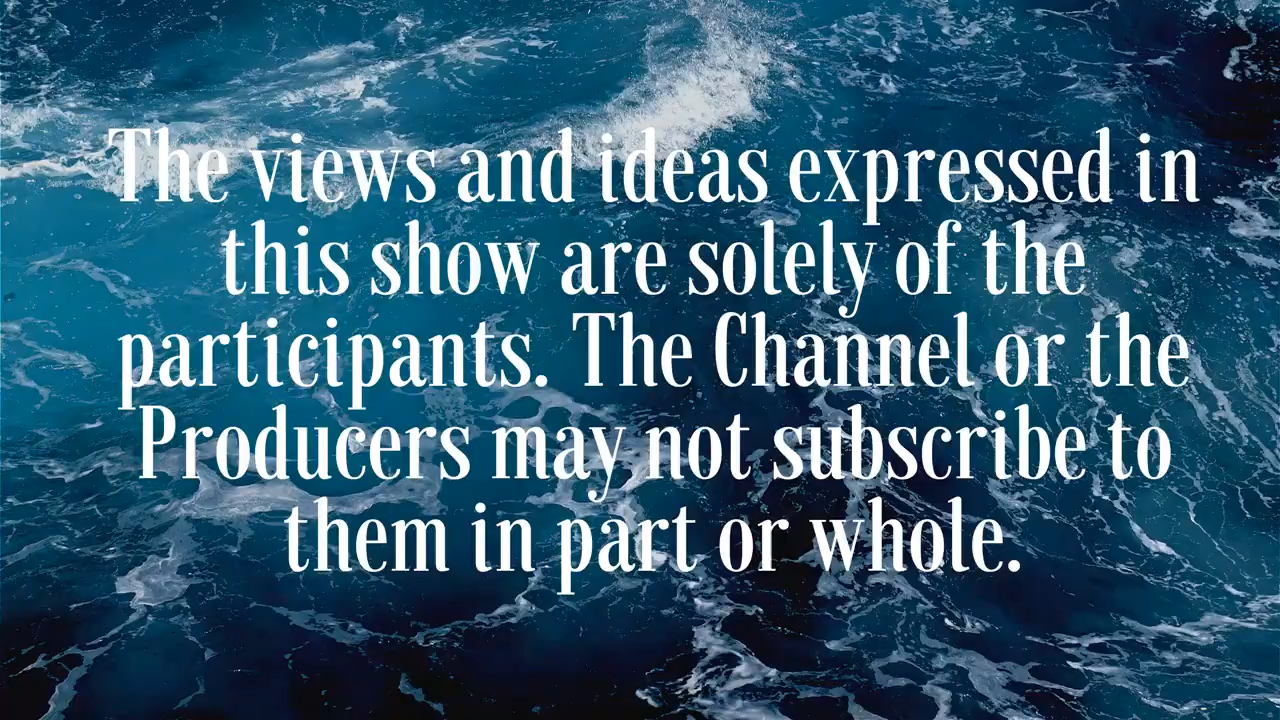 The views and ideas expressed in
this show are solely of the
participants. The Channel or the
Producers may not subscribe to
them in part or whole.